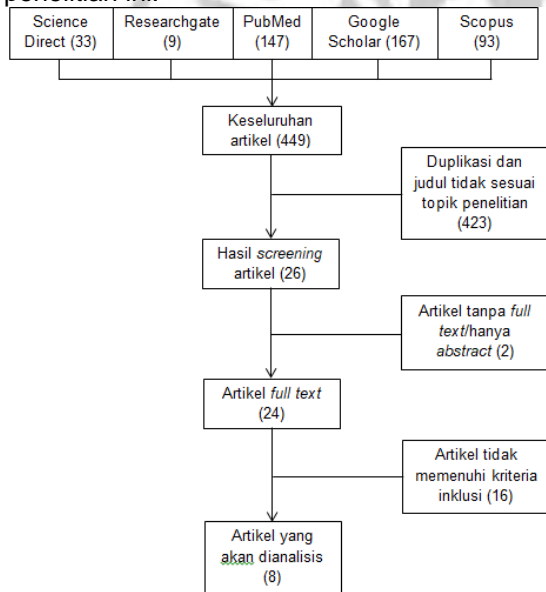 Science
Direct (33)
Researchgate
(9)
PubMed
(147)
Google
Scholar (167)
Scopus
(93)
Keseluruhan
artikel (449)
Duplikasi dan
judul tidak sesuai
topik penelitian
(423)
Hasil screening
artikel (26)
Artikel tanpa full
text/hanya
abstract (2)
Artikel full text
(24)
Artikel tidak
memenuhi kriteria
inklusi (16)
Artikel yang
akan dianalisis
(8)